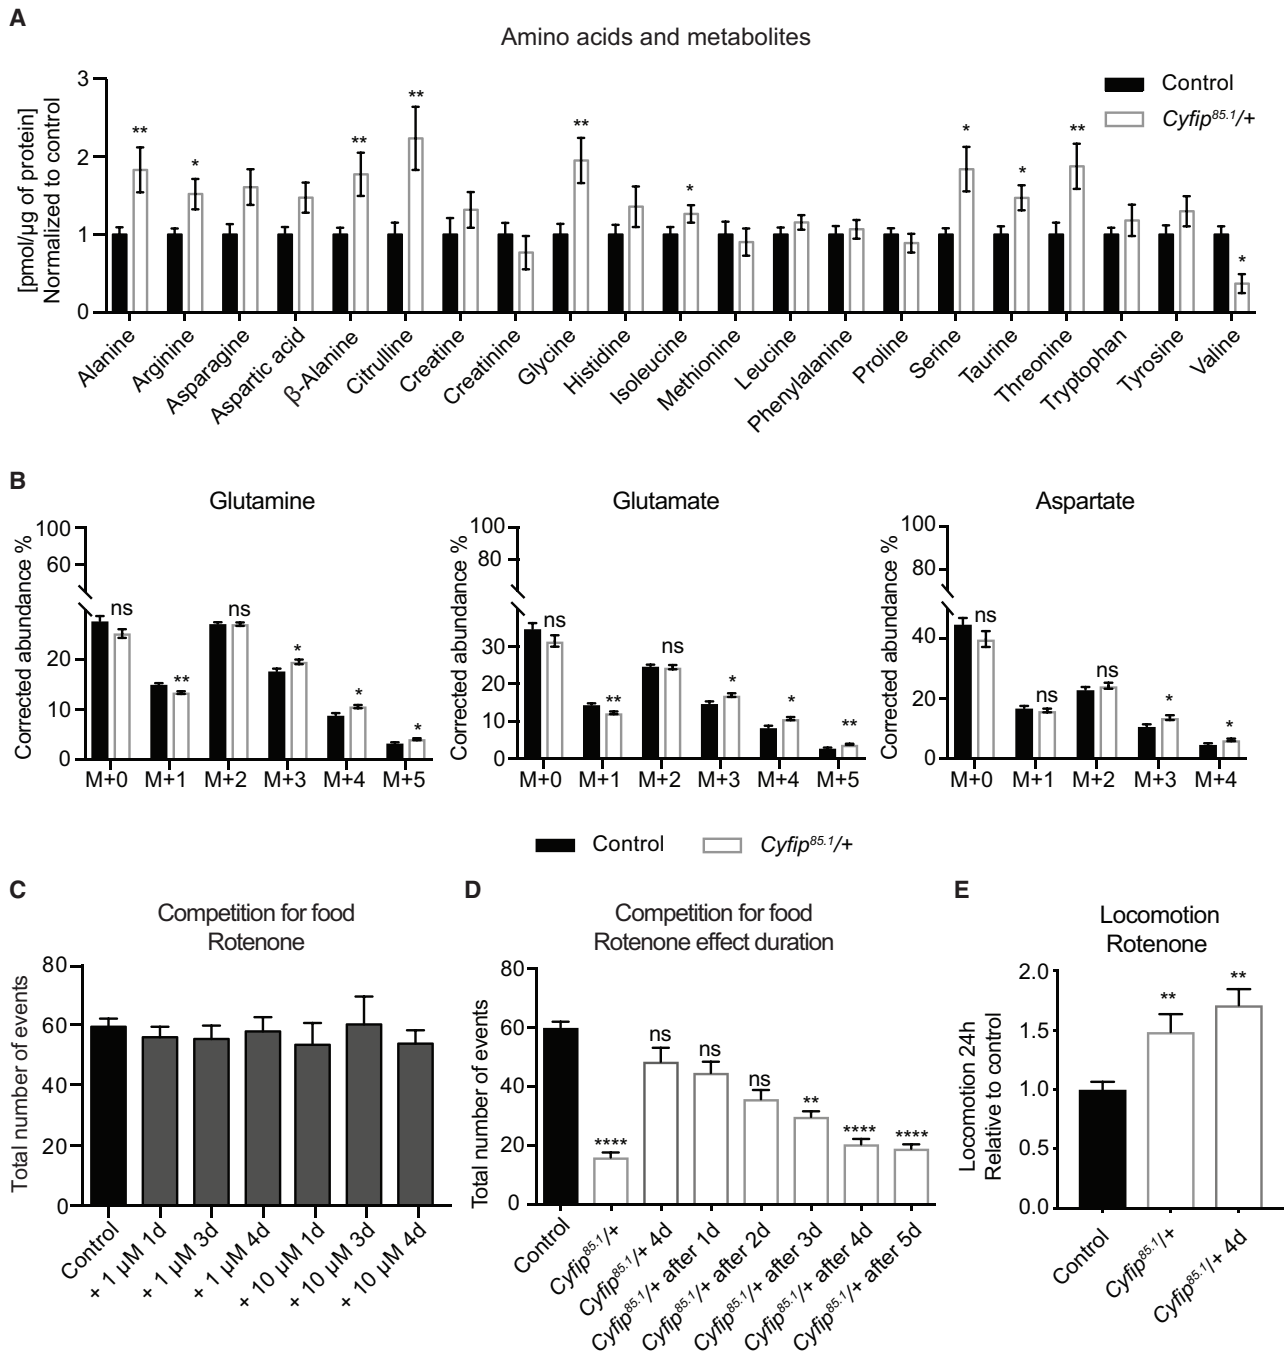 A
Amino acids and metabolites
[pmol/µg of protein]
Normalized to control
3
2
1
0
Control
Cyfip85.1/+
**
*
**
**
**
*
*
*
**
*
Alanine
Arginine
Asparagine
Aspartic acid
β-Alanine
Citrulline
Creatine
Creatinine
Glycine
Histidine
Isoleucine
Methionine
Leucine
Phenylalanine
Proline
Serine
Taurine
Threonine
Tryptophan
Tyrosine
Valine
B
Glutamine
Corrected abundance %
100
60
20
10
0
ns
**
ns
*
*
*
M+0 M+1 M+2 M+3 M+4 M+5
Glutamate
Corrected abundance %
100
80
30
20
10
0
ns
**
ns
*
*
**
M+0 M+1 M+2 M+3 M+4 M+5
Aspartate
Corrected abundance %
100
80
40
20
0
ns
ns
ns
*
*
M+0 M+1 M+2 M+3 M+4
Control
Cyfip85.1/+
C
Competition for food
Rotenone
Total number of events
80
60
40
20
0
Control
+ 1 µM 1d
+ 1 µM 3d
+ 1 µM 4d
+ 10 µM 1d
+ 10 µM 3d
+ 10 µM 4d
D
Competition for food
Rotenone effect duration
Total number of events
80
60
40
20
0
****
ns
ns
ns
**
****
****
Control
Cyfip85.1/+
Cyfip85.1/+ 4d
Cyfip85.1/+ after 1d
Cyfip85.1/+ after 2d
Cyfip85.1/+ after 3d
Cyfip85.1/+ after 4d
Cyfip85.1/+ after 5d
E
Locomotion
Rotenone
Locomotion 24h
Relative to control
2.0
1.5
1.0
0.5
0.0
**
**
Control
Cyfip85.1/+
Cyfip85.1/+ 4d